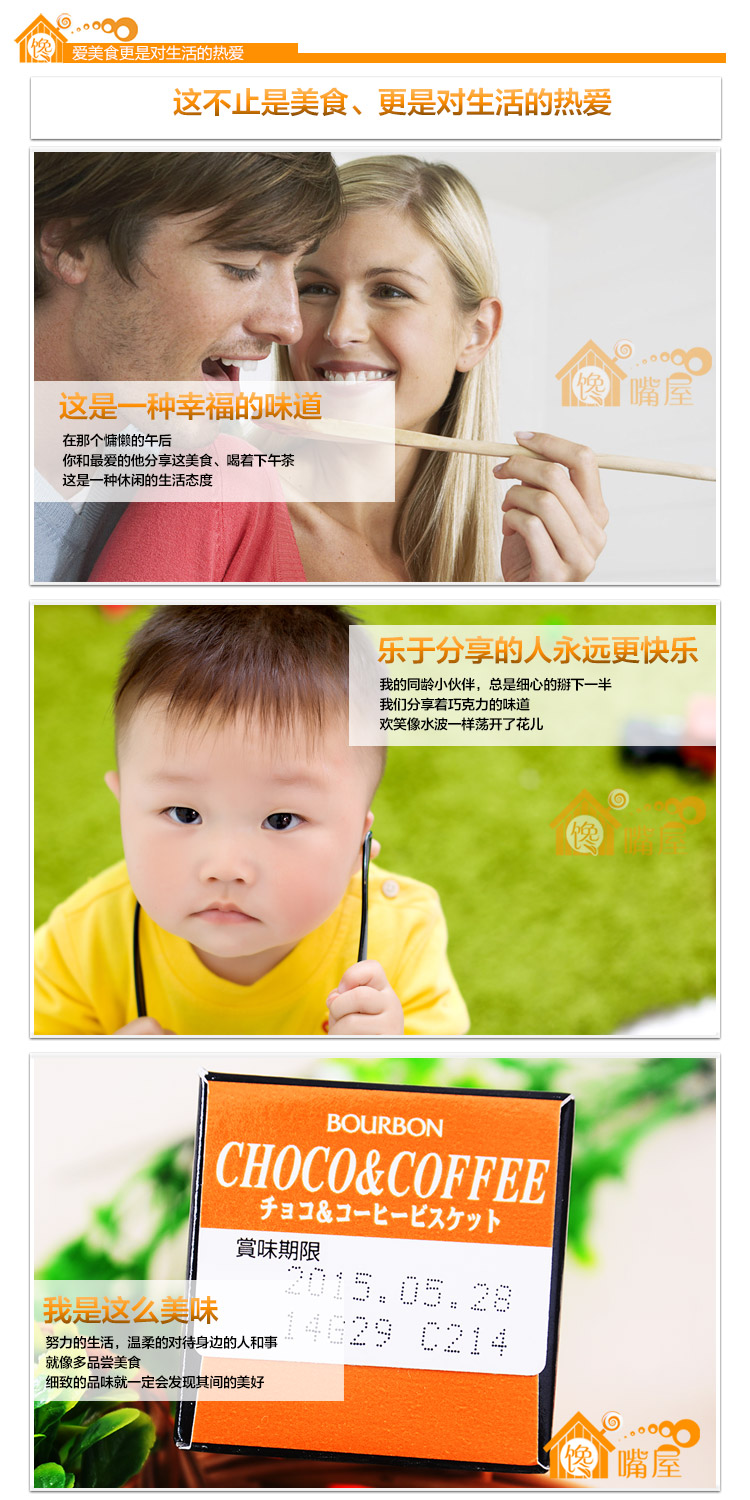 馋
爱美食更是对生活的热爱
这不止是美食、更是对生活的热爱
这是一种幸福的味道
在那个慵懒的午后
你和最爱的他分享这美食、喝着下午茶
这是一种休闲的生活态度
馋嘴屋
乐于分享的人永远更快乐
我的同龄小伙伴，总是细心的掰下一半
我们分享着巧克力的味道
欢笑像水波一样荡开了花儿
馋嘴屋
BOURBON
CHOCO&COFFEE
チョコ&コーヒービスケット
賞味期限
2015.05.28
14G29 C214
我是这么美味
努力的生活，温柔的对待身边的人和事
就像多品尝美食
细致的品味就一定会发现其间的美好
馋嘴屋